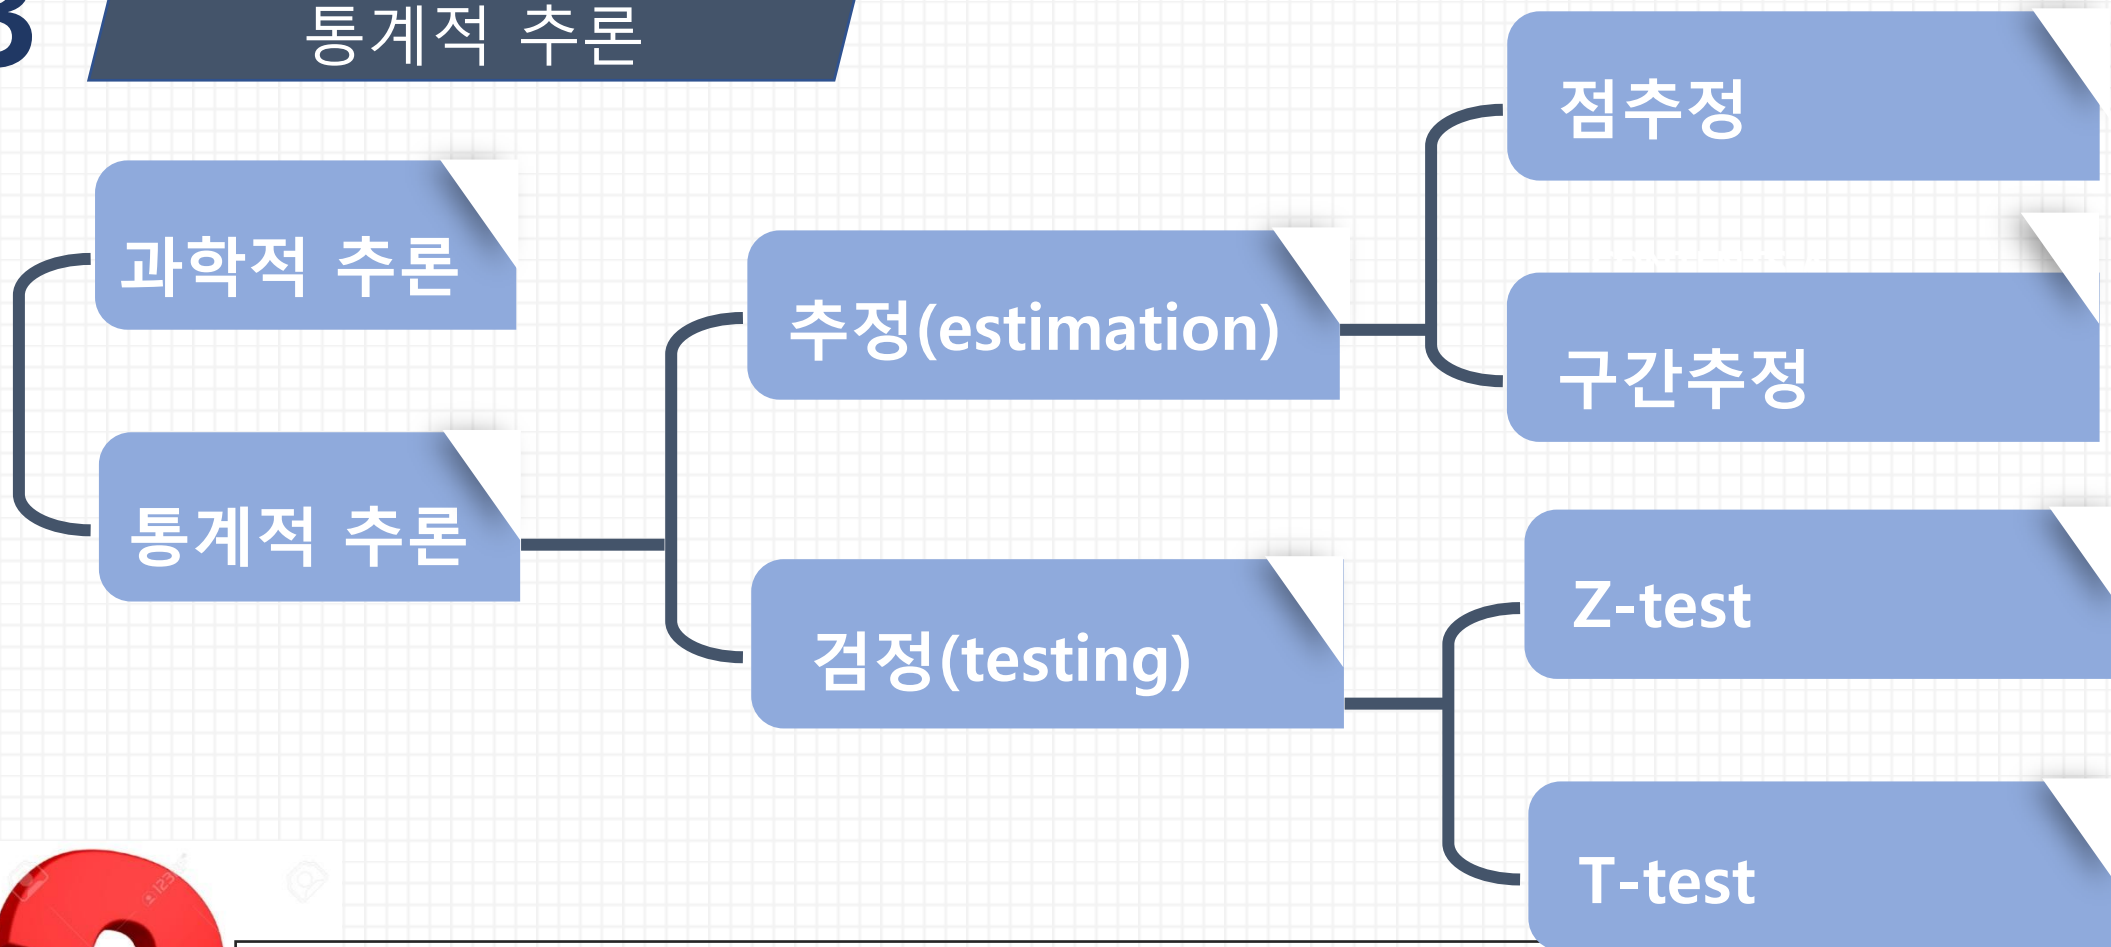 3
통계적 추론
과학적 추론
통계적 추론
추정(estimation)
검정(testing)
점추정
구간추정
Z-test
T-test